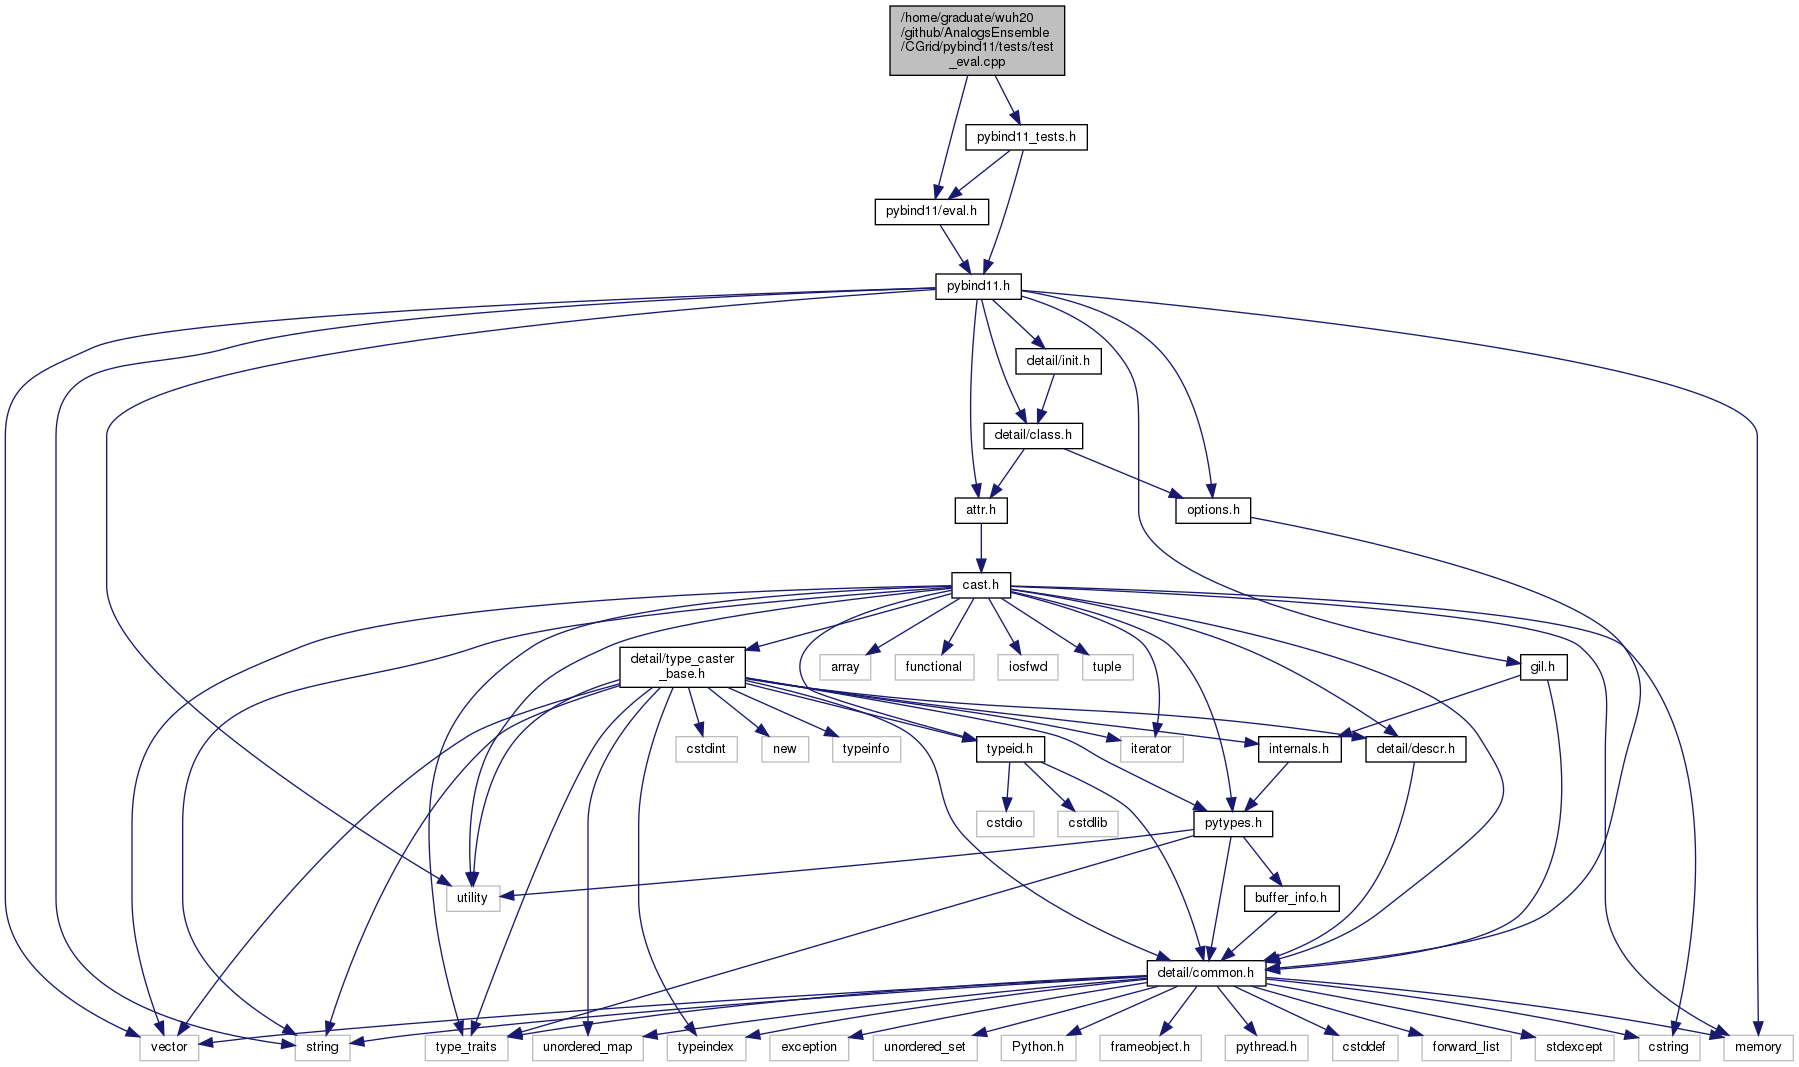 /home/graduate/wuh20
/github/AnalogsEnsemble
/CGrid/pybind11/tests/test
_eval.cpp
pybind11_tests.h
pybind11/eval.h
pybind11.h
detail/init.h
detail/class.h
attr.h
options.h
cast.h
detail/type_caster
_base.h
array
functional
iosfwd
tuple
gil.h
cstdint
new
typeinfo
typeid.h
iterator
internals.h
detail/descr.h
cstdio
cstdlib
pytypes.h
utility
buffer_info.h
detail/common.h
vector
string
type_traits
unordered_map
typeindex
exception
unordered_set
Python.h
frameobject.h
pythread.h
cstddef
forward_list
stdexcept
cstring
memory